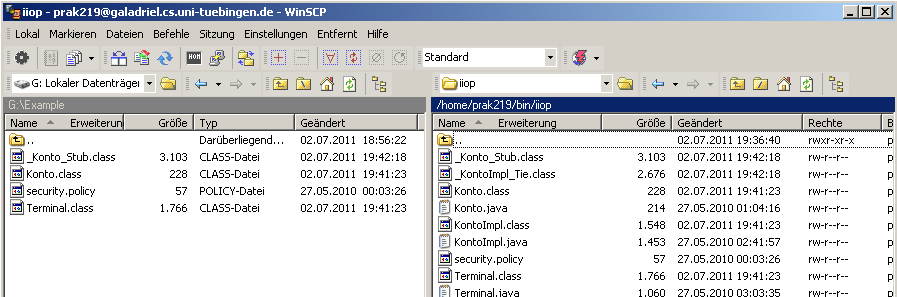 iiop - prak219@galadriel.cs.uni-tuebingen.de - WinSCP
Lokal Markieren Dateien Befehle Sitzung Einstellungen Entfernt Hilfe
Standard
G: Lokaler Datenträger
iiop
G:\Example
/home/prak219/bin/iiop
Name Erweiterun Größe Typ Geändert
.. Darüberliegend... 02.07.2011 18:56:22
_Konto_Stub.class 3.103 CLASS-Datei 02.07.2011 19:42:18
Konto.class 228 CLASS-Datei 02.07.2011 19:41:23
security.policy 57 POLICY-Datei 27.05.2010 00:03:26
Terminal.class 1.766 CLASS-Datei 02.07.2011 19:41:23
Name Erweiterung Größe Geändert Rechte B
.. 02.07.2011 19:36:40 rwxr-xr-x p
_Konto_Stub.class 3.103 02.07.2011 19:42:18 rw-r--r-- p
_KontoImpl_Tie.class 2.676 02.07.2011 19:42:18 rw-r--r-- p
Konto.class 228 02.07.2011 19:41:23 rw-r--r-- p
Konto.java 214 27.05.2010 01:04:16 rw-r--r-- p
KontoImpl.class 1.548 02.07.2011 19:41:23 rw-r--r-- p
KontoImpl.java 1.453 27.05.2010 02:41:57 rw-r--r-- p
security.policy 57 27.05.2010 00:03:26 rw-r--r-- p
Terminal.class 1.766 02.07.2011 19:41:23 rw-r--r-- p
Terminal.java 1.060 27.05.2010 03:03:35 rw-r--r-- p